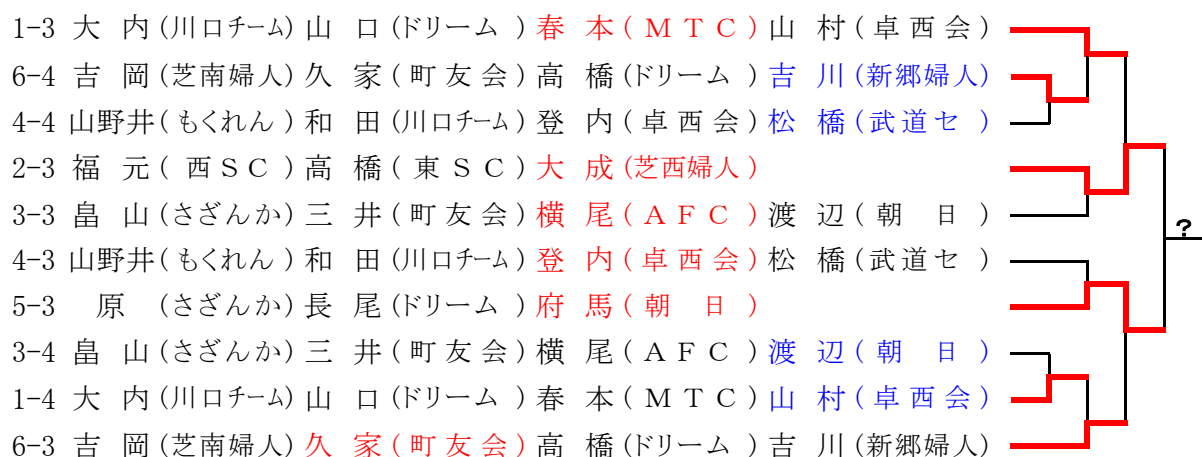 1-3 大 内 (川口チーム) 山 口 (ドリーム ) 春 本 ( M T C ) 山 村 ( 卓 西 会 )
6-4 吉 岡 (芝南婦人) 久 家 ( 町 友 会 ) 高 橋 (ドリーム ) 吉 川 (新郷婦人)
4-4 山野井 ( もくれん ) 和 田 (川口チーム) 登 内 ( 卓 西 会 ) 松 橋 ( 武 道 セ )
2-3 福 元 ( 西 S C ) 高 橋 ( 東 S C ) 大 成 (芝西婦人 )
3-3 畠 山 (さざんか) 三 井 ( 町 友 会 ) 横 尾 ( A F C ) 渡 辺 ( 朝 日 )
?
4-3 山野井 ( もくれん ) 和 田 (川口チーム) 登 内 ( 卓 西 会 ) 松 橋 ( 武 道 セ )
5-3 原 (さざんか) 長 尾 (ドリーム ) 府 馬 ( 朝 日 )
3-4 畠 山 (さざんか) 三 井 ( 町 友 会 ) 横 尾 ( A F C ) 渡 辺 ( 朝 日 )
1-4 大 内 (川口チーム) 山 口 (ドリーム ) 春 本 ( M T C ) 山 村 ( 卓 西 会 )
6-3 吉 岡 (芝南婦人) 久 家 ( 町 友 会 ) 高 橋 (ドリーム ) 吉 川 (新郷婦人)